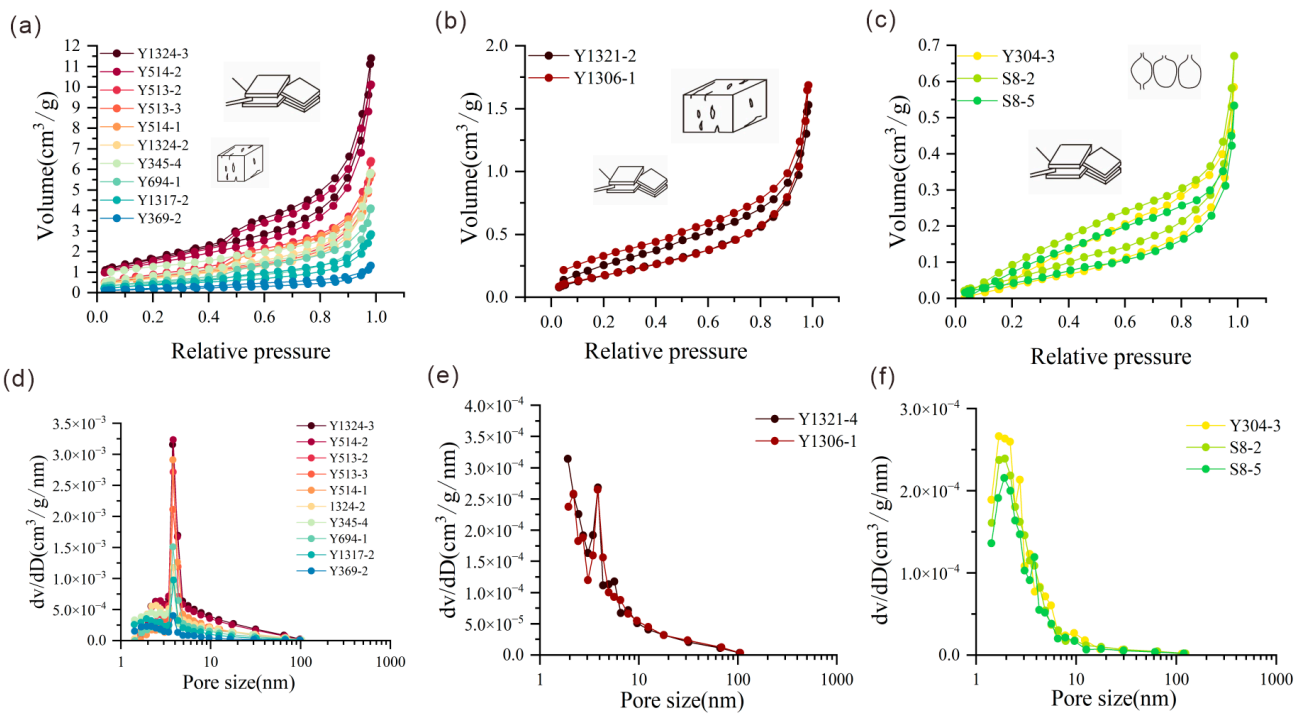 (a)
12
11
10
9
8
7
6
5
4
3
2
1
0
Volume(cm³/g)
Y1324-3
Y514-2
Y513-2
Y513-3
Y514-1
Y1324-2
Y345-4
Y694-1
Y1317-2
Y369-2
0.0 0.2 0.4 0.6 0.8 1.0
Relative pressure
(b)
2.0
1.5
1.0
0.5
0.0
Volume(cm³/g)
Y1321-2
Y1306-1
0.0 0.2 0.4 0.6 0.8 1.0
Relative pressure
(c)
0.7
0.6
0.5
0.4
0.3
0.2
0.1
0.0
Volume(cm³/g)
Y304-3
S8-2
S8-5
0.0 0.2 0.4 0.6 0.8 1.0
Relative pressure
(d)
3.5×10⁻³
3.0×10⁻³
2.5×10⁻³
2.0×10⁻³
1.5×10⁻³
1.0×10⁻³
5.0×10⁻⁴
0.0
dv/dD(cm³/g/nm)
Y1324-3
Y514-2
Y513-2
Y513-3
Y514-1
1324-2
Y345-4
Y694-1
Y1317-2
Y369-2
1 10 100 1000
Pore size(nm)
(e)
4.0×10⁻⁴
3.5×10⁻⁴
3.0×10⁻⁴
2.5×10⁻⁴
2.0×10⁻⁴
1.5×10⁻⁴
1.0×10⁻⁴
5.0×10⁻⁵
0.0
dv/dD(cm³/g/nm)
Y1321-4
Y1306-1
1 10 100 1000
Pore size(nm)
(f)
3.0×10⁻⁴
2.0×10⁻⁴
1.0×10⁻⁴
0.0
dv/dD(cm³/g/nm)
Y304-3
S8-2
S8-5
1 10 100 1000
Pore size(nm)